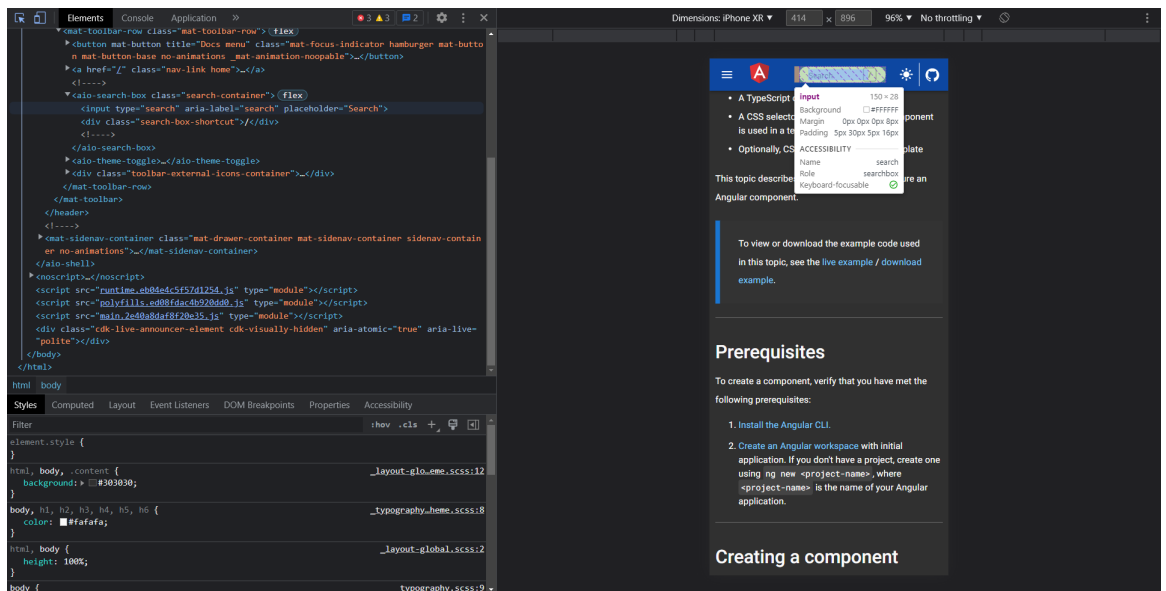 Elements Console Application » 3 3 2
Dimensions: iPhone XR ▼ 414 × 896 96% ▼ No throttling ▼
<mat-toolbar-row class="mat-toolbar-row"> flex
<button mat-button title="Docs menu" class="mat-focus-indicator hamburger mat-butto
n mat-button-base no-animations _mat-animation-noopable">…</button>
<a href="/" class="nav-link home">…</a>
<!---->
<aio-search-box class="search-container"> flex
<input type="search" aria-label="search" placeholder="Search">
<div class="search-box-shortcut">/</div>
<!---->
</aio-search-box>
<aio-theme-toggle>…</aio-theme-toggle>
<div class="toolbar-external-icons-container">…</div>
</mat-toolbar-row>
</mat-toolbar>
</header>
<!---->
<mat-sidenav-container class="mat-drawer-container mat-sidenav-container sidenav-contain
er no-animations">…</mat-sidenav-container>
</aio-shell>
<noscript>…</noscript>
<script src="runtime.eb04e4c5f57d1254.js" type="module"></script>
<script src="polyfills.ed08fdac4b920dd0.js" type="module"></script>
<script src="main.2e40a8daf8f20e35.js" type="module"></script>
<div class="cdk-live-announcer-element cdk-visually-hidden" aria-atomic="true" aria-live=
"polite"></div>
</body>
</html>
html body
Styles Computed Layout Event Listeners DOM Breakpoints Properties Accessibility
Filter :hov .cls +
element.style {
}
html, body, .content { _layout-glo…eme.scss:12
background: ▶ #303030;
}
body, h1, h2, h3, h4, h5, h6 { _typography…heme.scss:8
color: #fafafa;
}
html, body { _layout-global.scss:2
height: 100%;
}
body { typography.scss:9
Search /
• A TypeScript
• A CSS selecto ponent
is used in a te
• Optionally, CS plate
This topic describe ure an
Angular component.
input 150 × 28
Background #FFFFFF
Margin 0px 0px 0px 8px
Padding 5px 30px 5px 16px
ACCESSIBILITY
Name search
Role searchbox
Keyboard-focusable
To view or download the example code used
in this topic, see the live example / download
example.
Prerequisites
To create a component, verify that you have met the
following prerequisites:
1. Install the Angular CLI.
2. Create an Angular workspace with initial
application. If you don't have a project, create one
using ng new <project-name>, where
<project-name> is the name of your Angular
application.
Creating a component